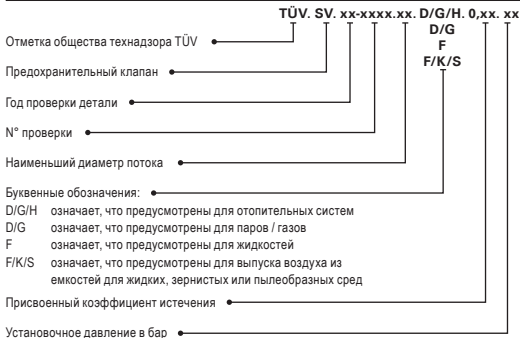 TÜV. SV. xx-xxxx.xx. D/G/H. 0,xx. xx
D/G
F
F/K/S
Отметка общества технадзора TÜV
Предохранительный клапан
Год проверки детали
N° проверки
Наименьший диаметр потока
Буквенные обозначения:
D/G/H означает, что предусмотрены для отопительных систем
D/G означает, что предусмотрены для паров / газов
F означает, что предусмотрены для жидкостей
F/K/S означает, что предусмотрены для выпуска воздуха из
емкостей для жидких, зернистых или пылеобразных сред
Присвоенный коэффициент истечения
Установочное давление в бар